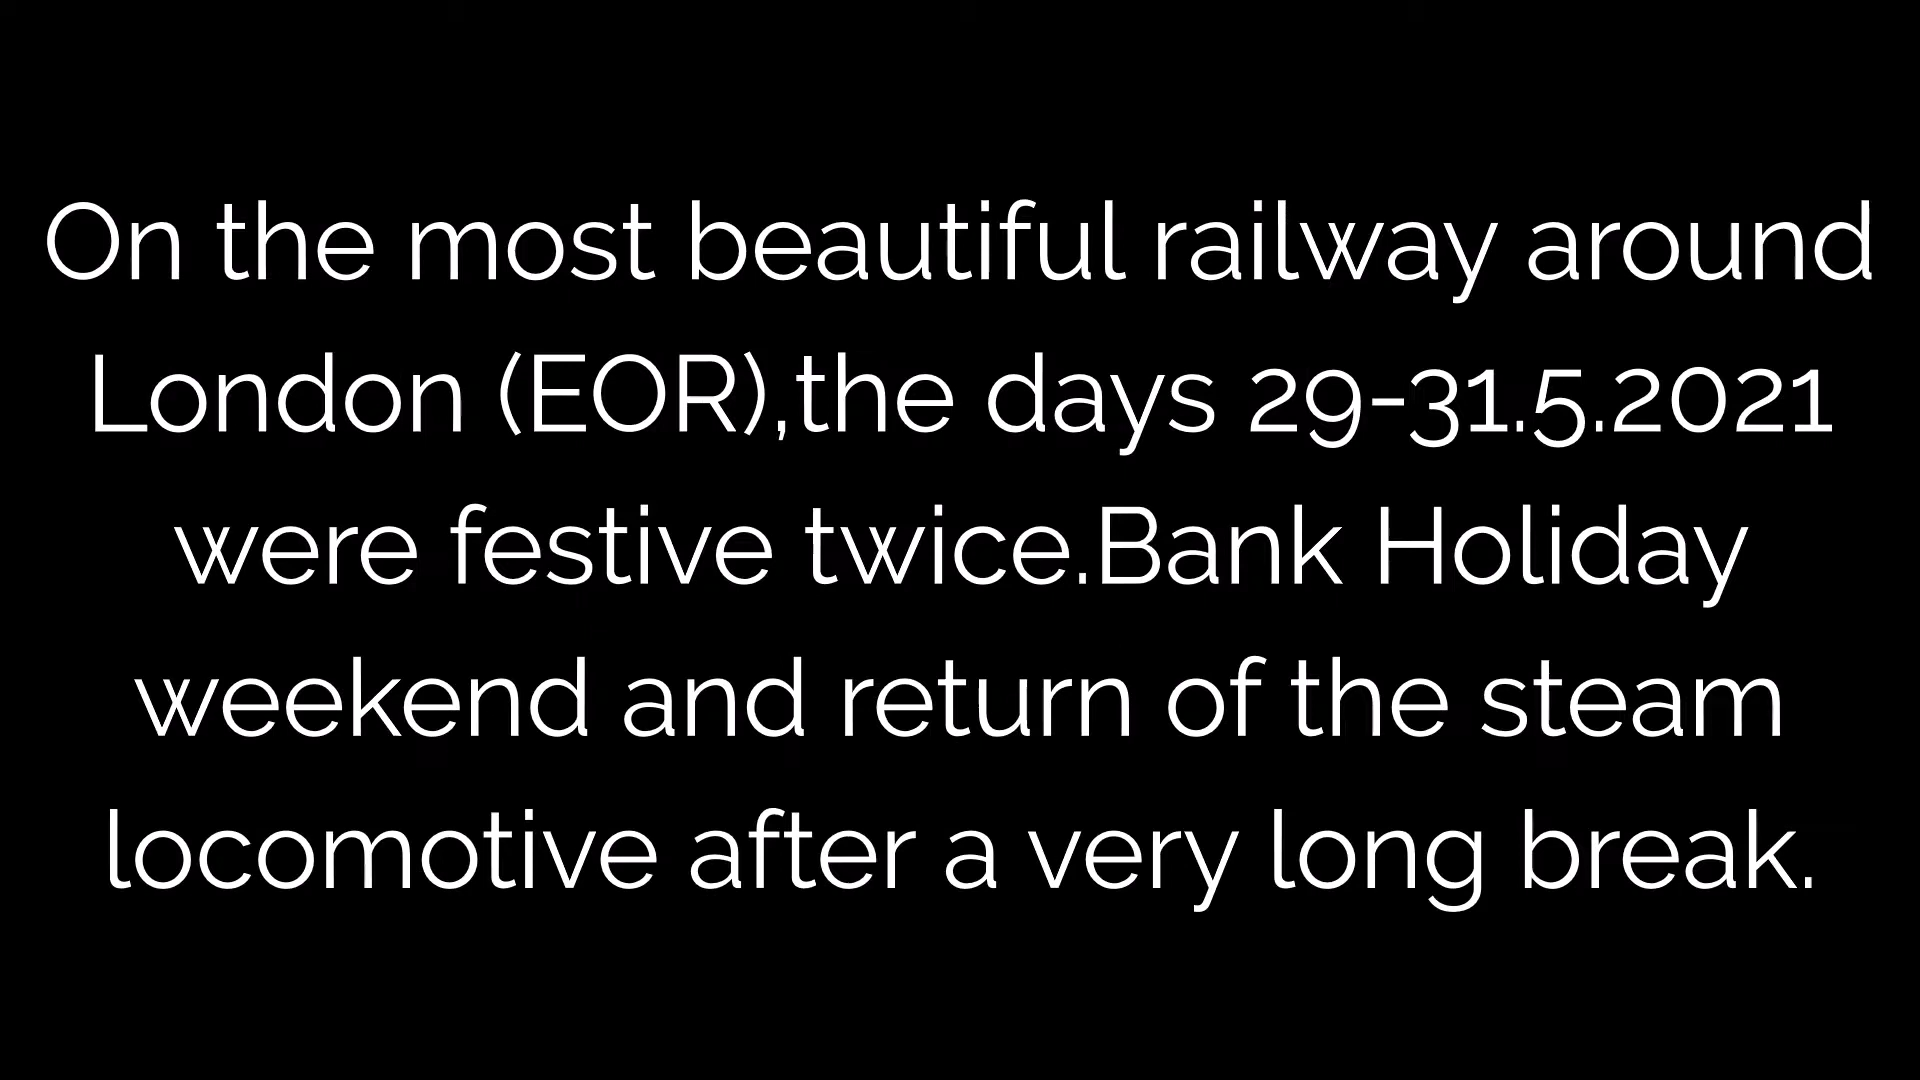 On the most beautiful railway around
London (EOR),the days 29-31.5.2021
were festive twice.Bank Holiday
weekend and return of the steam
locomotive after a very long break.